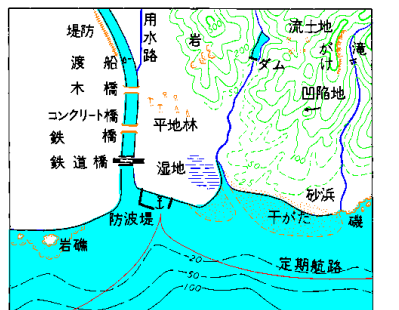 堤防
用水路
岩
流土地
がけ
滝
渡船
ダム
木橋
凹陥地
コンクリート橋
平地林
鉄橋
鉄道橋
湿地
砂浜
防波堤
干がた
磯
岩礁
定期航路
20
50
100